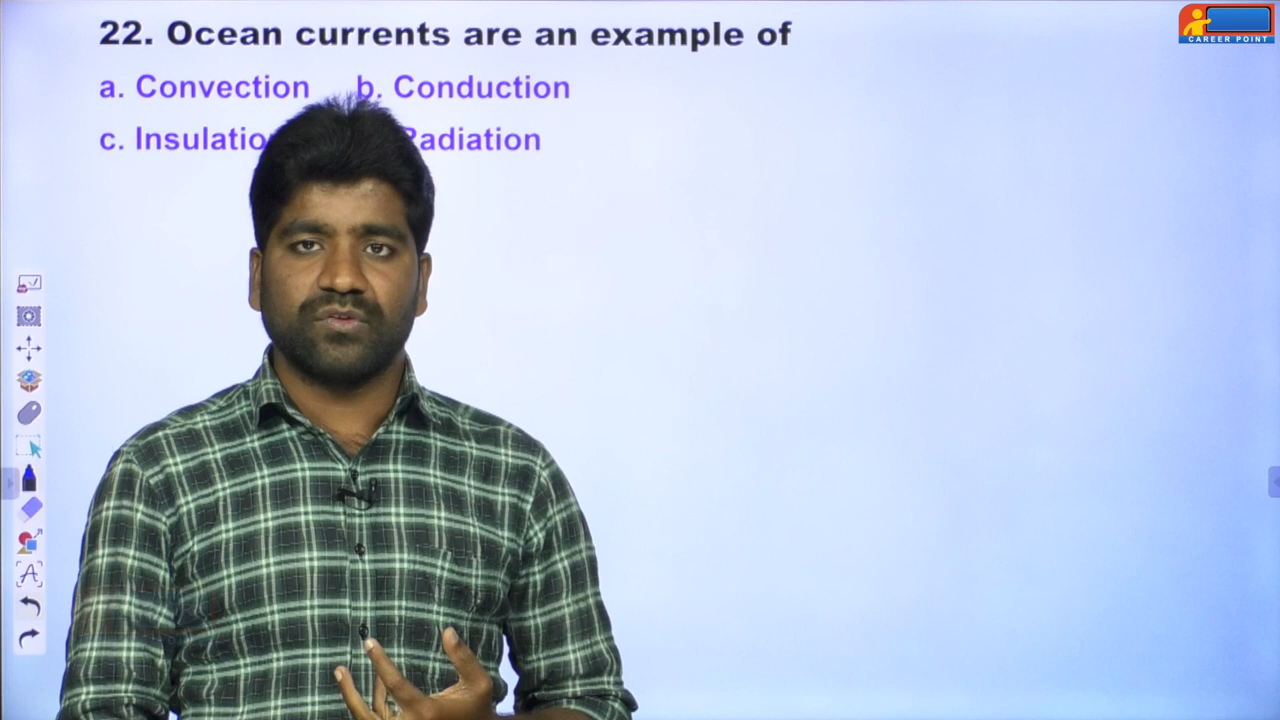 22. Ocean currents are an example of
a. Convection b. Conduction
c.
CAREER POINT